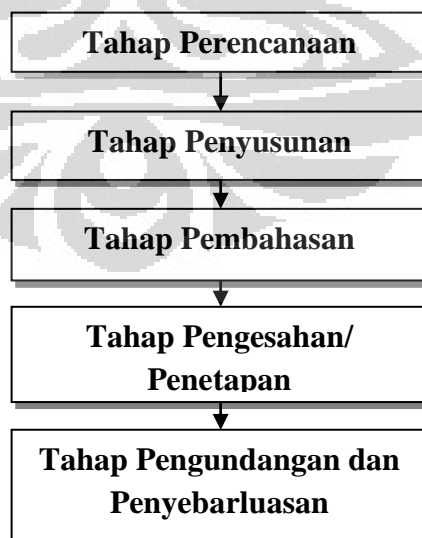 Tahap Perencanaan
Tahap Penyusunan
Tahap Pembahasan
Tahap Pengesahan/
Penetapan
Tahap Pengundangan dan
Penyebarluasan